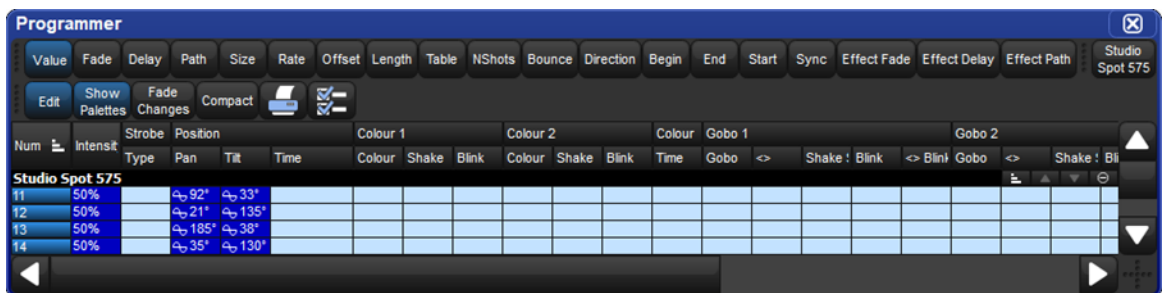 Programmer
Value Fade Delay Path Size Rate Offset Length Table NShots Bounce Direction Begin End Start Sync Effect Fade Effect Delay Effect Path Studio Spot 575
Edit Show Palettes Fade Changes Compact
Num Intensit Strobe Position Colour 1 Colour 2 Colour Gobo 1 Gobo 2
Type Pan Tilt Time Colour Shake Blink Colour Shake Blink Time Gobo <> Shake Blink <> Blink Gobo <> Shake Bli
Studio Spot 575
11 50% 92° 33°
12 50% 21° 135°
13 50% 185° 38°
14 50% 35° 130°